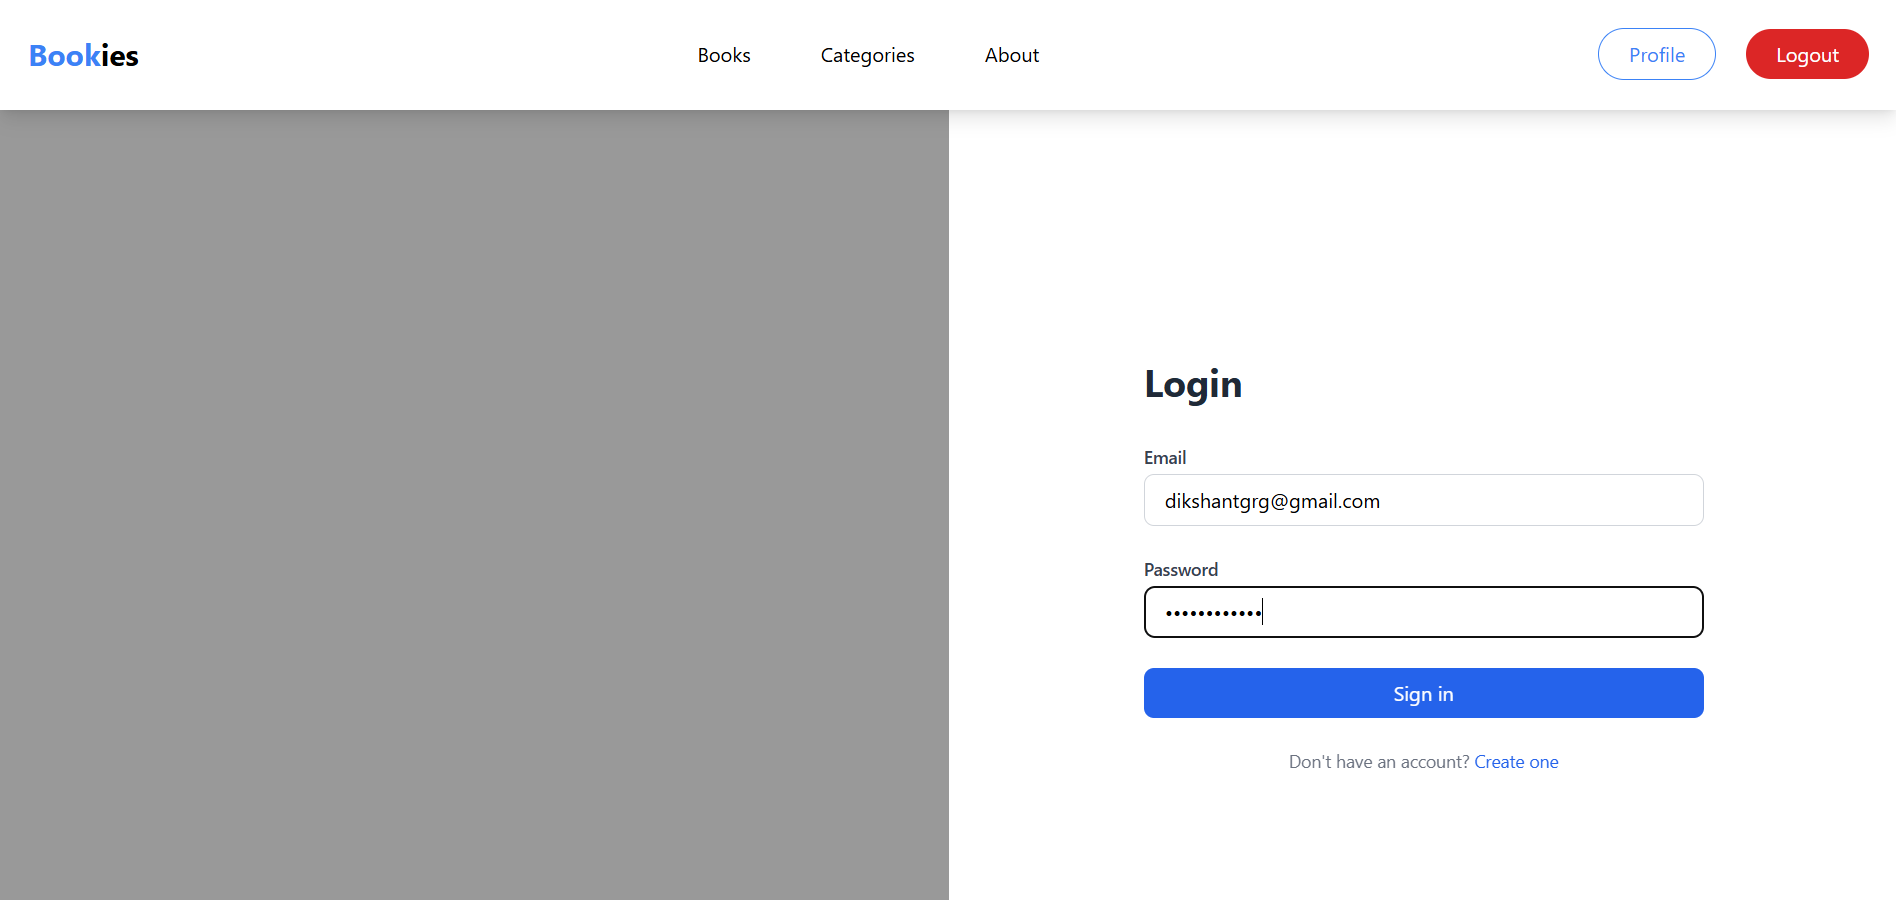 Bookies
Books
Categories
About
Profile
Logout
Login
Email
dikshantgrg@gmail.com
Password
••••••••••••
Sign in
Don't have an account? Create one